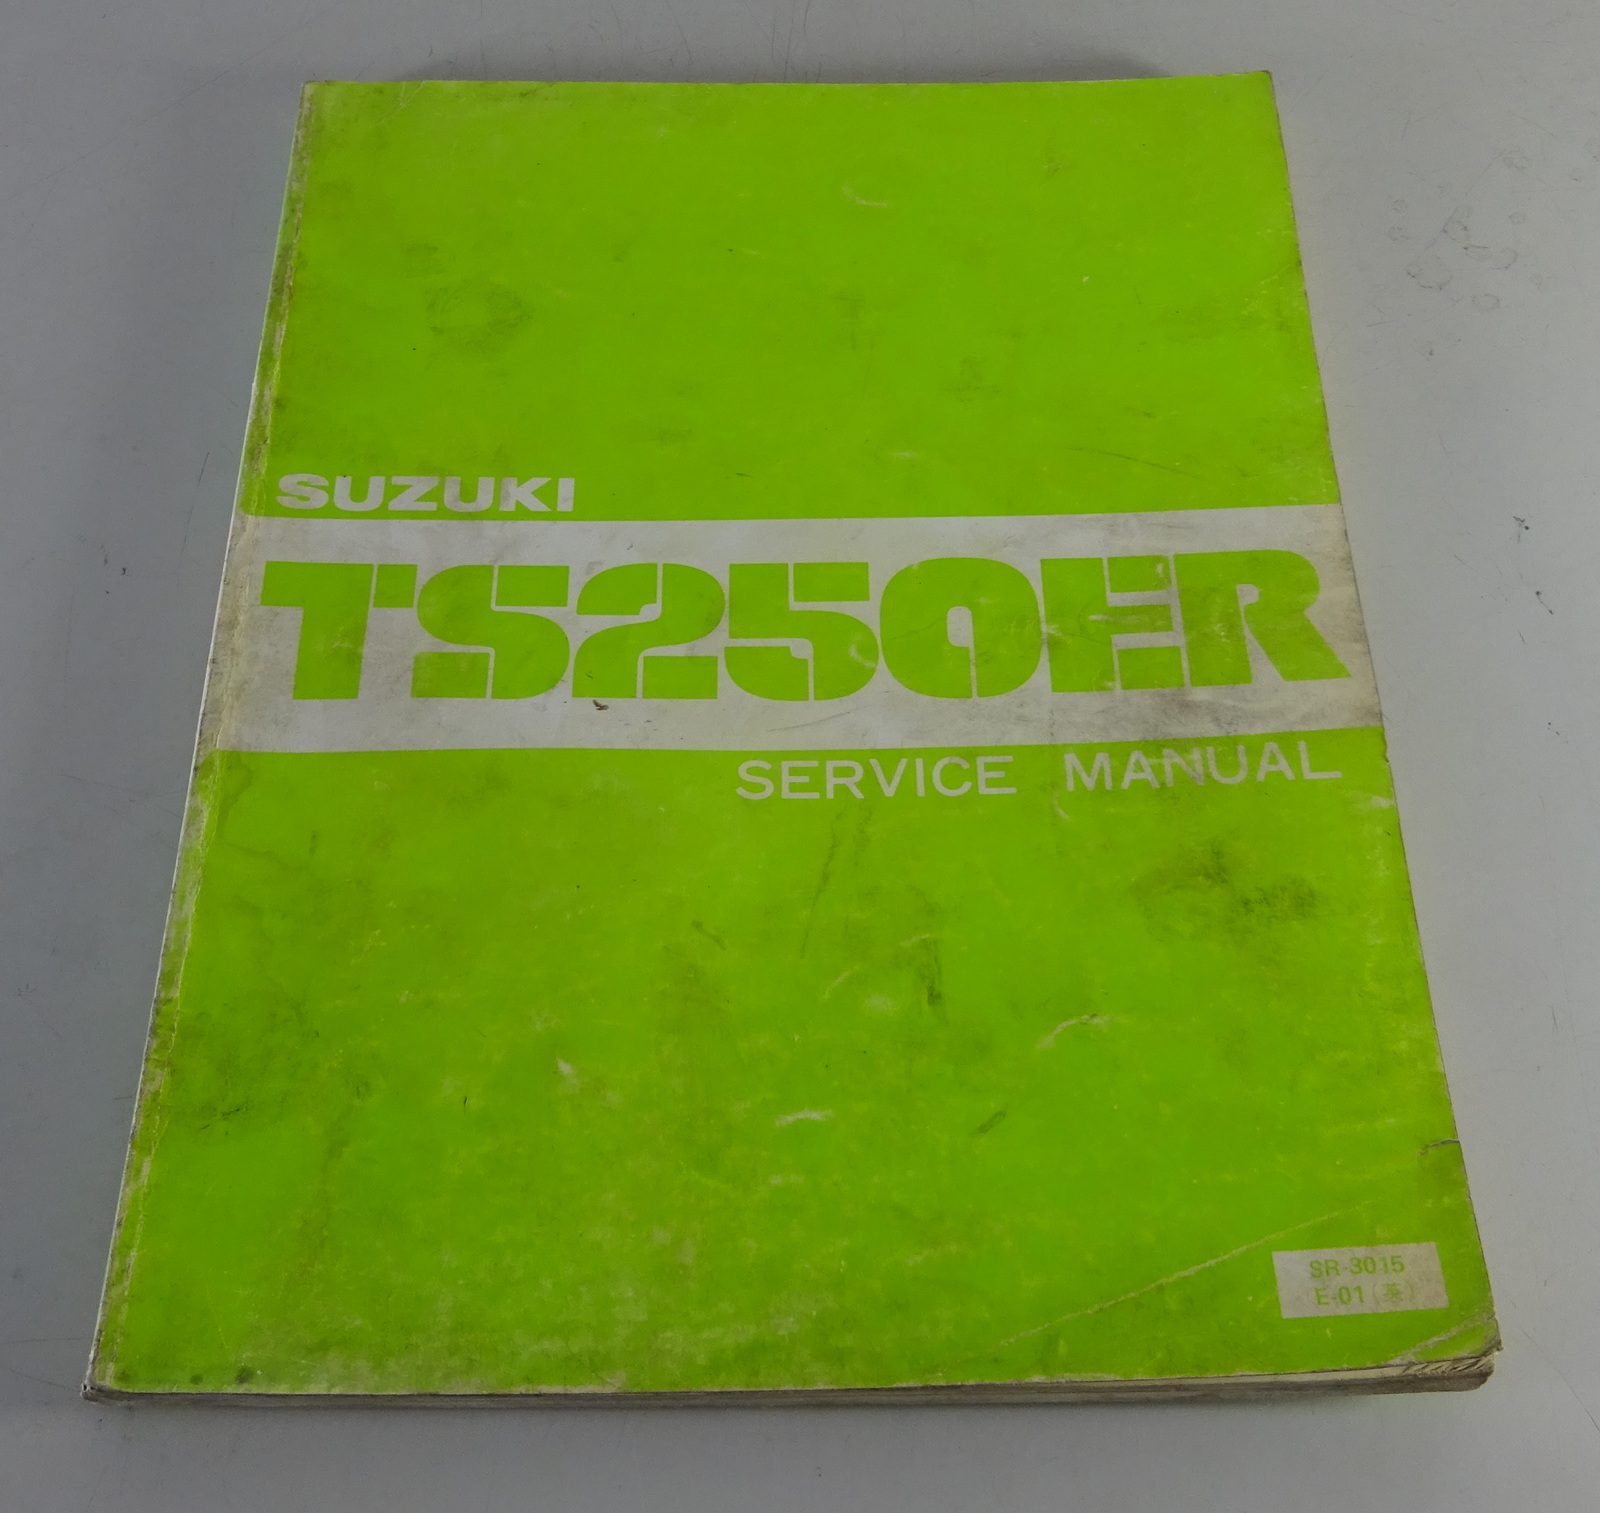 SUZUKI
TS250ER
SERVICE MANUAL
SR-3015
E-01 (英)